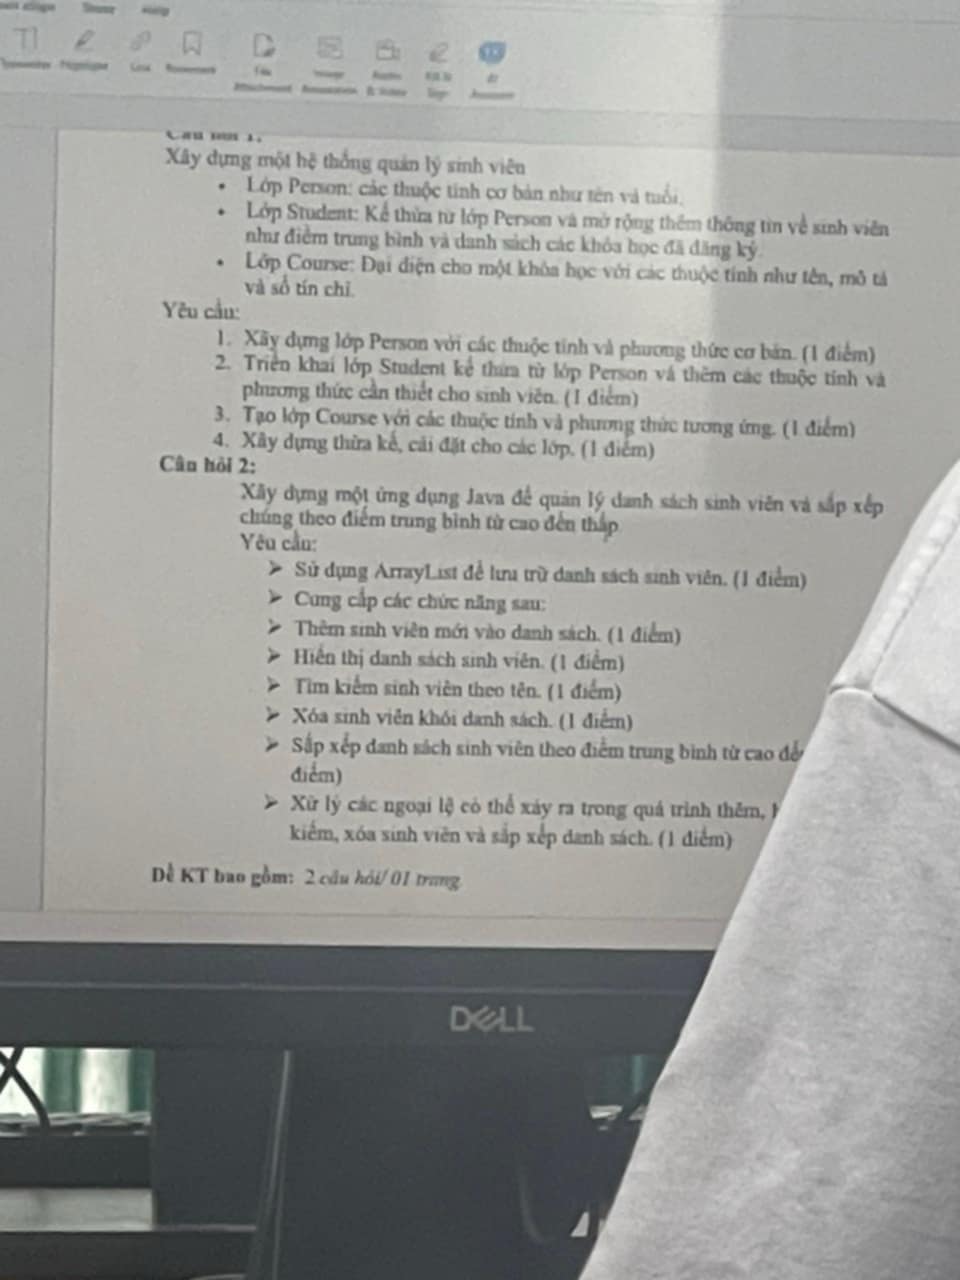 Câu hỏi 1:
Xây dựng một hệ thống quản lý sinh viên
• Lớp Person: các thuộc tính cơ bản như tên và tuổi.
• Lớp Student: Kế thừa từ lớp Person và mở rộng thêm thông tin về sinh viên
như điểm trung bình và danh sách các khóa học đã đăng ký.
• Lớp Course: Đại diện cho một khóa học với các thuộc tính như tên, mô tả
và số tín chỉ.
Yêu cầu:
1. Xây dựng lớp Person với các thuộc tính và phương thức cơ bản. (1 điểm)
2. Triển khai lớp Student kế thừa từ lớp Person và thêm các thuộc tính và
phương thức cần thiết cho sinh viên. (1 điểm)
3. Tạo lớp Course với các thuộc tính và phương thức tương ứng. (1 điểm)
4. Xây dựng thừa kế, cài đặt cho các lớp. (1 điểm)
Câu hỏi 2:
Xây dựng một ứng dụng Java để quản lý danh sách sinh viên và sắp xếp
chúng theo điểm trung bình từ cao đến thấp
Yêu cầu:
➢ Sử dụng ArrayList để lưu trữ danh sách sinh viên. (1 điểm)
➢ Cung cấp các chức năng sau:
➢ Thêm sinh viên mới vào danh sách. (1 điểm)
➢ Hiển thị danh sách sinh viên. (1 điểm)
➢ Tìm kiếm sinh viên theo tên. (1 điểm)
➢ Xóa sinh viên khỏi danh sách. (1 điểm)
➢ Sắp xếp danh sách sinh viên theo điểm trung bình từ cao
điểm)
➢ Xử lý các ngoại lệ có thể xảy ra trong quá trình thêm,
kiếm, xóa sinh viên và sắp xếp danh sách. (1 điểm)
Đề KT bao gồm: 2 câu hỏi/ 01 trang
DELL